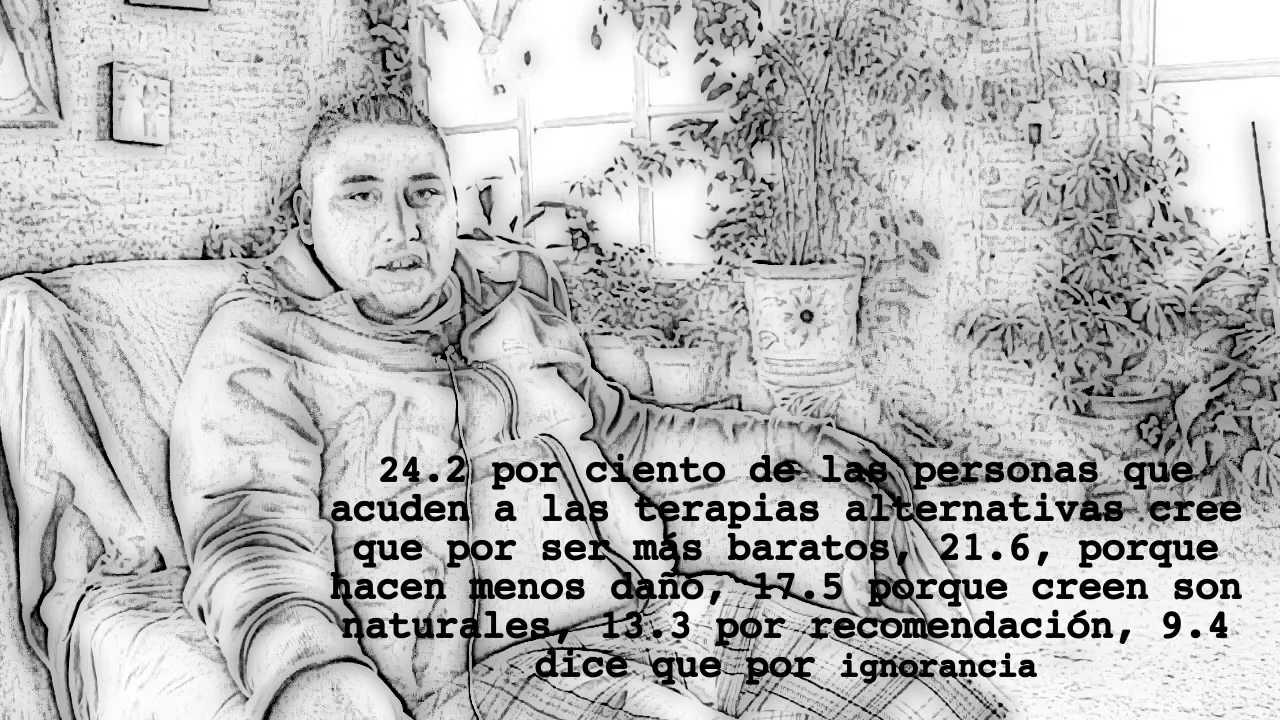 24.2 por ciento de las personas que
acuden a las terapias alternativas cree
que por ser más baratos, 21.6, porque
hacen menos daño, 17.5 porque creen son
naturales, 13.3 por recomendación, 9.4
dice que por ignorancia